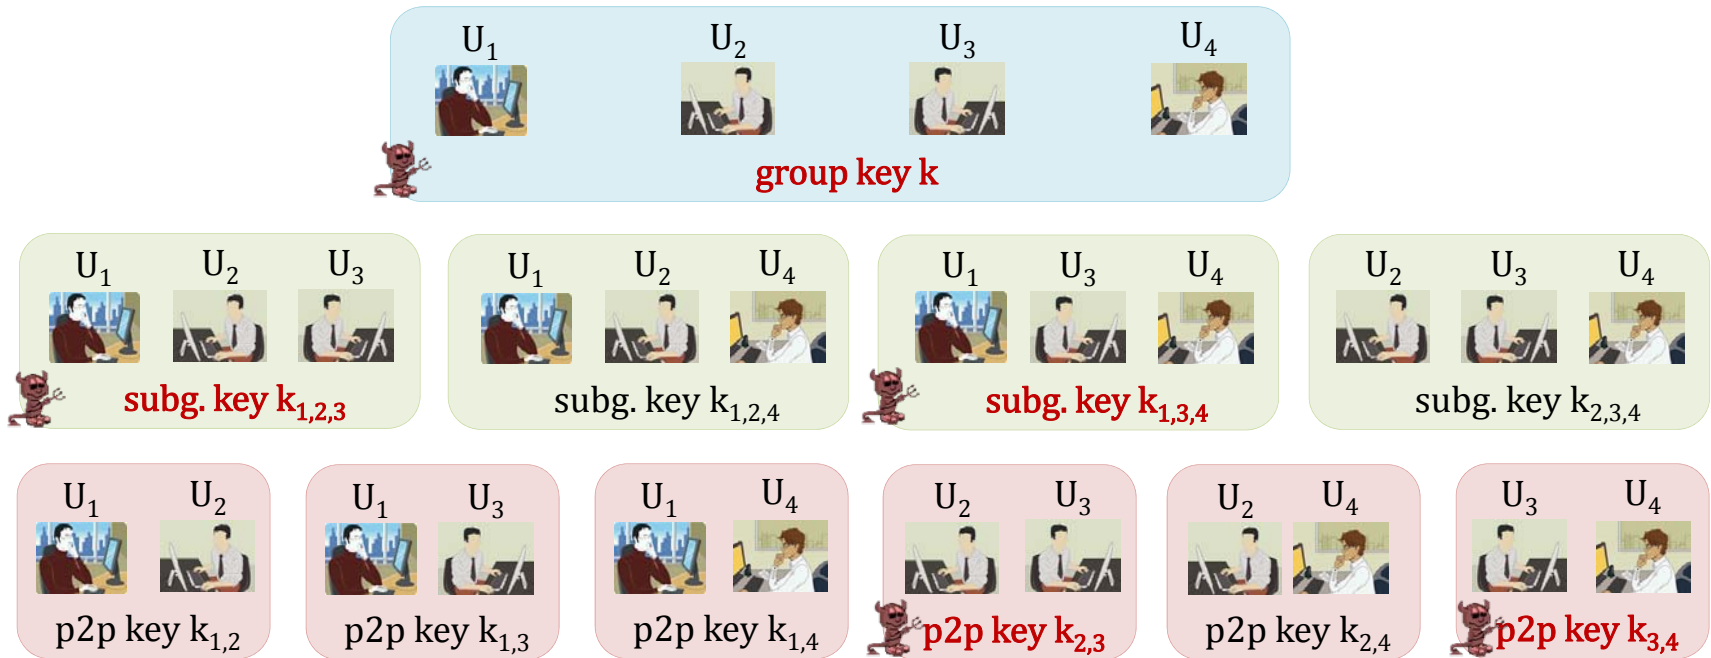 U₁ U₂ U₃ U₄
group key k
U₁ U₂ U₃
subg. key k₁,₂,₃
U₁ U₂ U₄
subg. key k₁,₂,₄
U₁ U₃ U₄
subg. key k₁,₃,₄
U₂ U₃ U₄
subg. key k₂,₃,₄
U₁ U₂
p2p key k₁,₂
U₁ U₃
p2p key k₁,₃
U₁ U₄
p2p key k₁,₄
U₂ U₃
p2p key k₂,₃
U₂ U₄
p2p key k₂,₄
U₃ U₄
p2p key k₃,₄